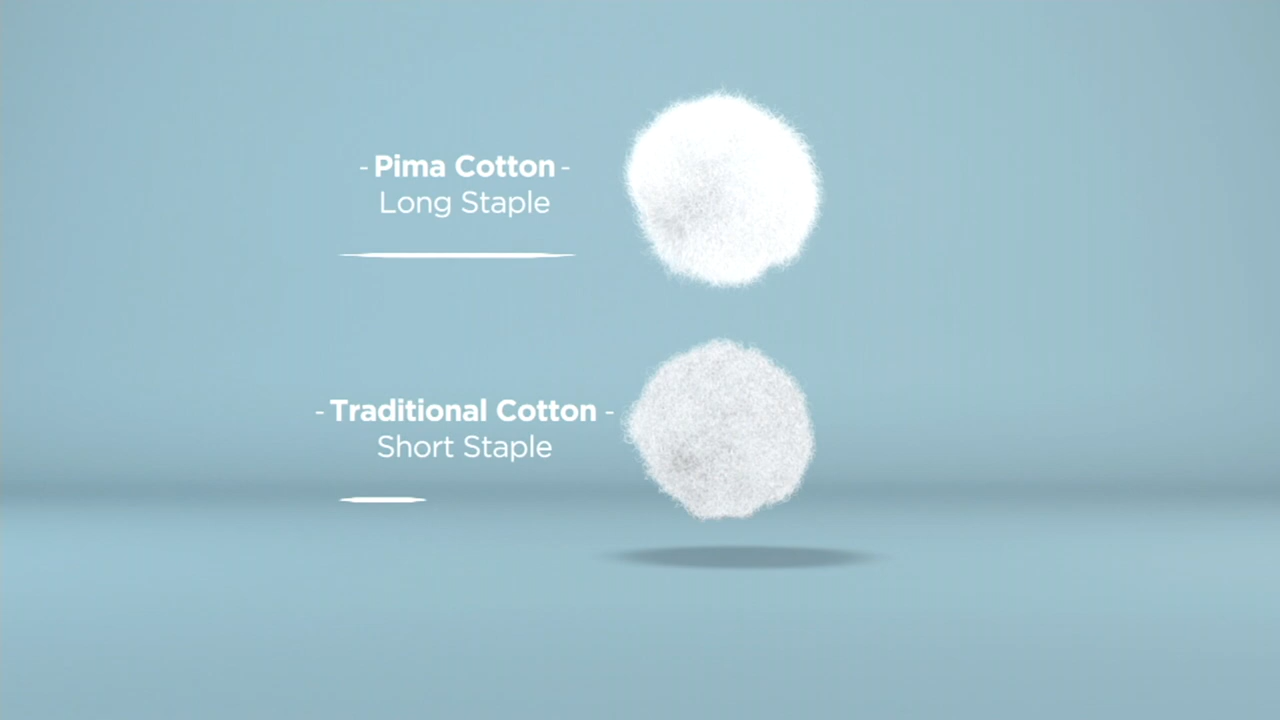 - Pima Cotton -
Long Staple
- Traditional Cotton -
Short Staple